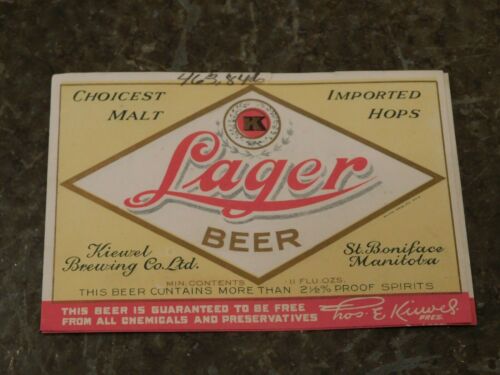 463,846
CHOICEST
MALT
IMPORTED
HOPS
K
Lager
BEER
Kiewel
Brewing Co. Ltd.
St. Boniface
Manitoba
MIN. CONTENTS 11 FLU OZS.
THIS BEER CONTAINS MORE THAN 2½% PROOF SPIRITS
THIS BEER IS GUARANTEED TO BE FREE
FROM ALL CHEMICALS AND PRESERVATIVES
Chos. E. Kiewel
PRES.